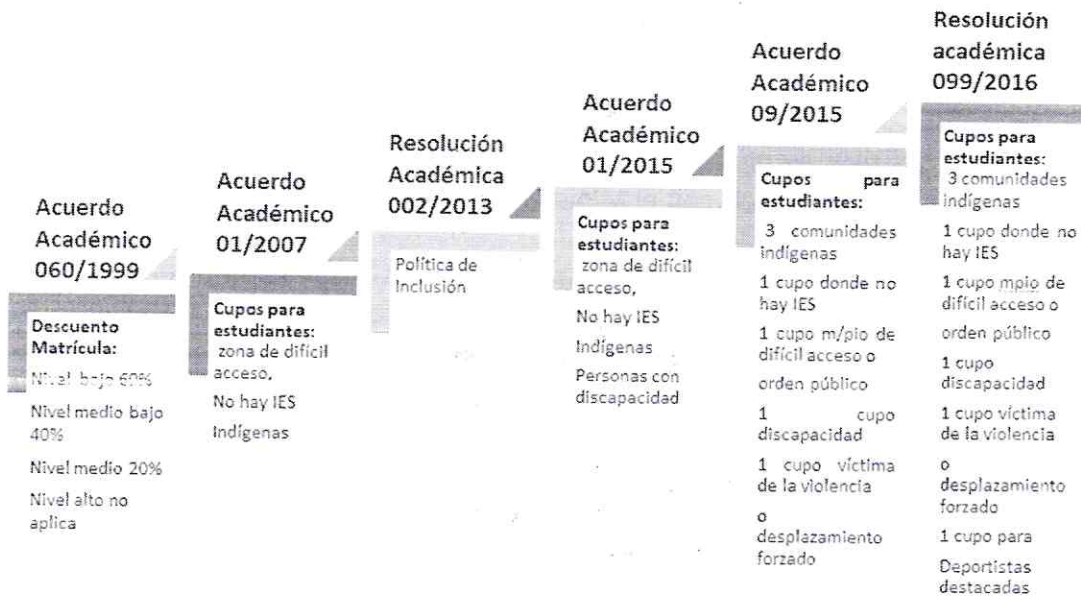 Acuerdo
Académico
060/1999
Descuento
Matrícula:
Nivel bajo 60%
Nivel medio bajo
40%
Nivel medio 20%
Nivel alto no
aplica
Acuerdo
Académico
01/2007
Cupos para
estudiantes:
zona de difícil
acceso,
No hay IES
Indígenas
Resolución
Académica
002/2013
Política de
Inclusión
Acuerdo
Académico
01/2015
Cupos para
estudiantes:
zona de difícil
acceso,
No hay IES
Indígenas
Personas con
discapacidad
Acuerdo
Académico
09/2015
Cupos para
estudiantes:
3 comunidades
indígenas
1 cupo donde no
hay IES
1 cupo m/pio de
difícil acceso o
orden público
1 cupo
discapacidad
1 cupo víctima
de la violencia
o
desplazamiento
forzado
Resolución
académica
099/2016
Cupos para
estudiantes:
3 comunidades
indígenas
1 cupo donde no
hay IES
1 cupo mpio de
difícil acceso o
orden público
1 cupo
discapacidad
1 cupo víctima
de la violencia
o
desplazamiento
forzado
1 cupo para
Deportistas
destacadas